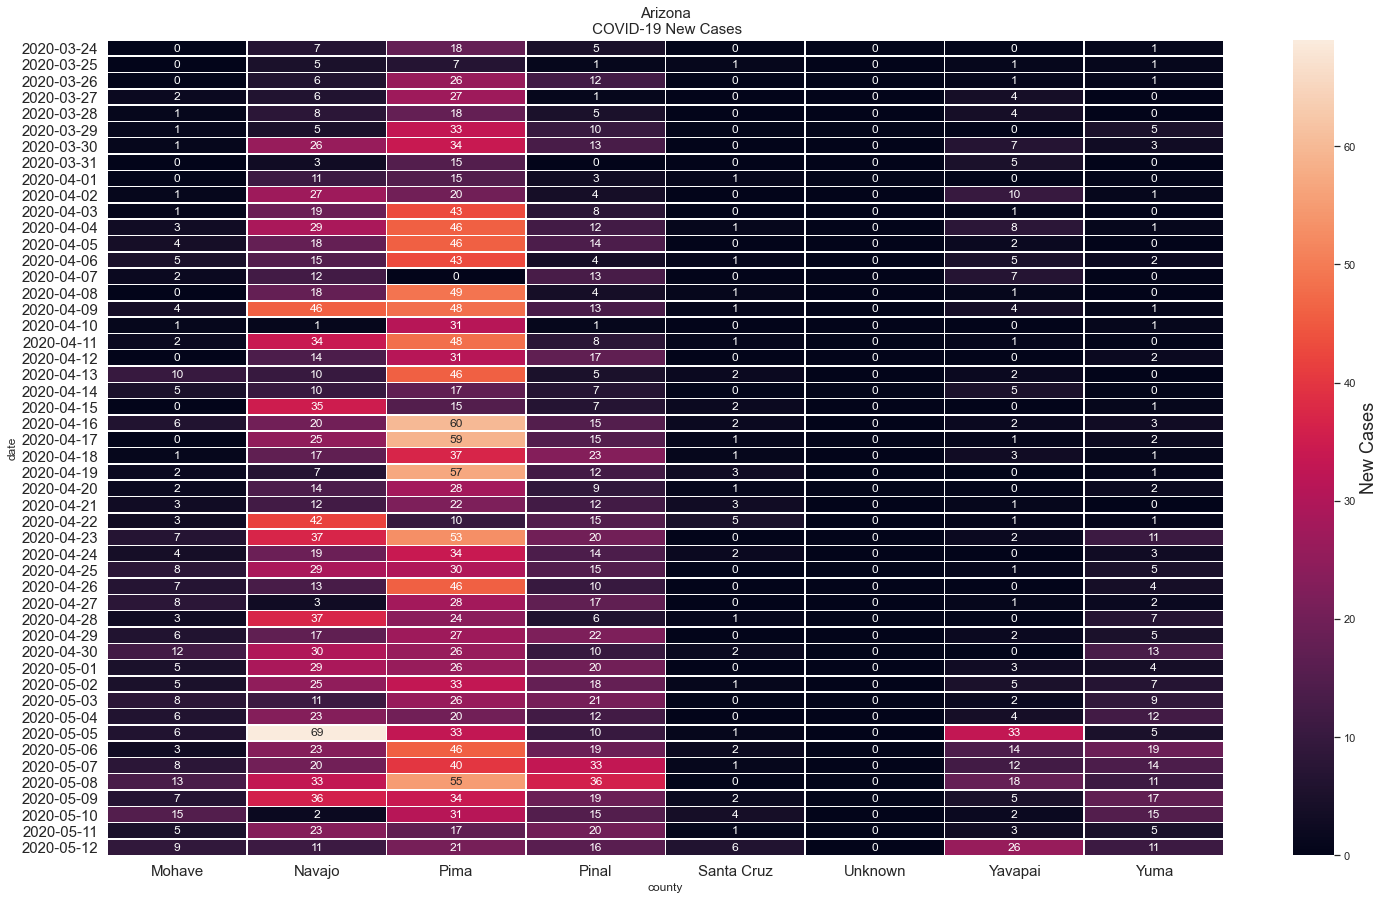 Arizona
COVID-19 New Cases
2020-03-24 0 7 18 5 0 0 0 1
2020-03-25 0 5 7 1 1 0 1 1
2020-03-26 0 6 26 12 0 0 1 1
2020-03-27 2 6 27 1 0 0 4 0
2020-03-28 1 8 18 5 0 0 4 0
2020-03-29 1 5 33 10 0 0 0 5
2020-03-30 1 26 34 13 0 0 7 3
2020-03-31 0 3 15 0 0 0 5 0
2020-04-01 0 11 15 3 1 0 0 0
2020-04-02 1 27 20 4 0 0 10 1
2020-04-03 1 19 43 8 0 0 1 0
2020-04-04 3 29 46 12 1 0 8 1
2020-04-05 4 18 46 14 0 0 2 0
2020-04-06 5 15 43 4 1 0 5 2
2020-04-07 2 12 0 13 0 0 7 0
2020-04-08 0 18 49 4 1 0 1 0
2020-04-09 4 46 48 13 1 0 4 1
2020-04-10 1 1 31 1 0 0 0 1
2020-04-11 2 34 48 8 1 0 1 0
2020-04-12 0 14 31 17 0 0 0 2
2020-04-13 10 10 46 5 2 0 2 0
2020-04-14 5 10 17 7 0 0 5 0
2020-04-15 0 35 15 7 2 0 0 1
2020-04-16 6 20 60 15 2 0 2 3
2020-04-17 0 25 59 15 1 0 1 2
2020-04-18 1 17 37 23 1 0 3 1
2020-04-19 2 7 57 12 3 0 0 1
2020-04-20 2 14 28 9 1 0 0 2
2020-04-21 3 12 22 12 3 0 1 0
2020-04-22 3 42 10 15 5 0 1 1
2020-04-23 7 37 53 20 0 0 2 11
2020-04-24 4 19 34 14 2 0 0 3
2020-04-25 8 29 30 15 0 0 1 5
2020-04-26 7 13 46 10 0 0 0 4
2020-04-27 8 3 28 17 0 0 1 2
2020-04-28 3 37 24 6 1 0 0 7
2020-04-29 6 17 27 22 0 0 2 5
2020-04-30 12 30 26 10 2 0 0 13
2020-05-01 5 29 26 20 0 0 3 4
2020-05-02 5 25 33 18 1 0 5 7
2020-05-03 8 11 26 21 0 0 2 9
2020-05-04 6 23 20 12 0 0 4 12
2020-05-05 6 69 33 10 1 0 33 5
2020-05-06 3 23 46 19 2 0 14 19
2020-05-07 8 20 40 33 1 0 12 14
2020-05-08 13 33 55 36 0 0 18 11
2020-05-09 7 36 34 19 2 0 5 17
2020-05-10 15 2 31 15 4 0 2 15
2020-05-11 5 23 17 20 1 0 3 5
2020-05-12 9 11 21 16 6 0 26 11
Mohave Navajo Pima Pinal Santa Cruz Unknown Yavapai Yuma
county
date
60
50
40
30
20
10
0
New Cases